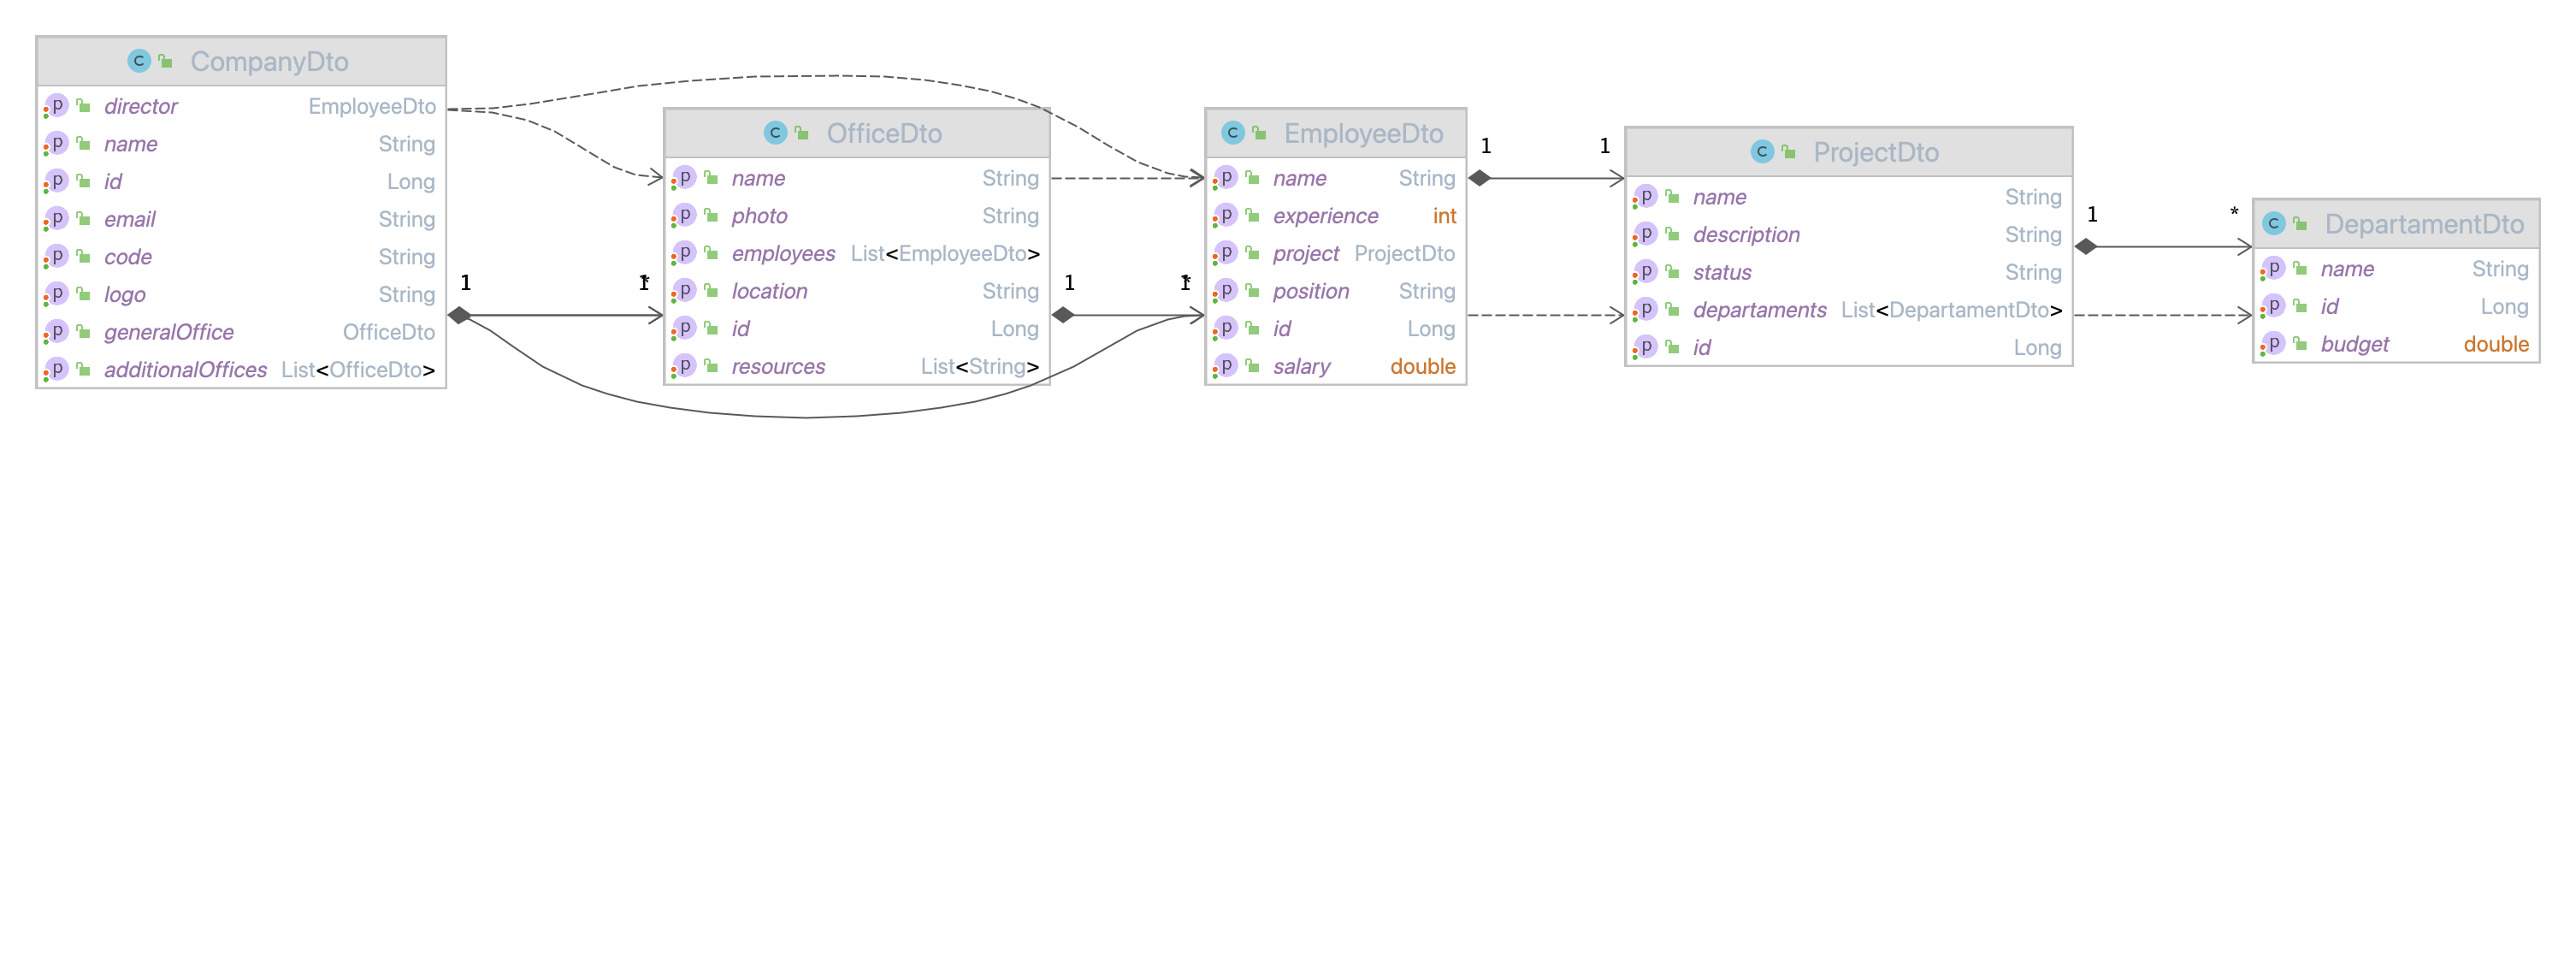 CompanyDto
director EmployeeDto
name String
id Long
email String
code String
logo String
generalOffice OfficeDto
additionalOffices List<OfficeDto>
1
1
*
OfficeDto
name String
photo String
employees List<EmployeeDto>
location String
id Long
resources List<String>
1
1
*
EmployeeDto
name String
experience int
project ProjectDto
position String
id Long
salary double
1
1
ProjectDto
name String
description String
status String
departaments List<DepartamentDto>
id Long
1
*
DepartamentDto
name String
id Long
budget double